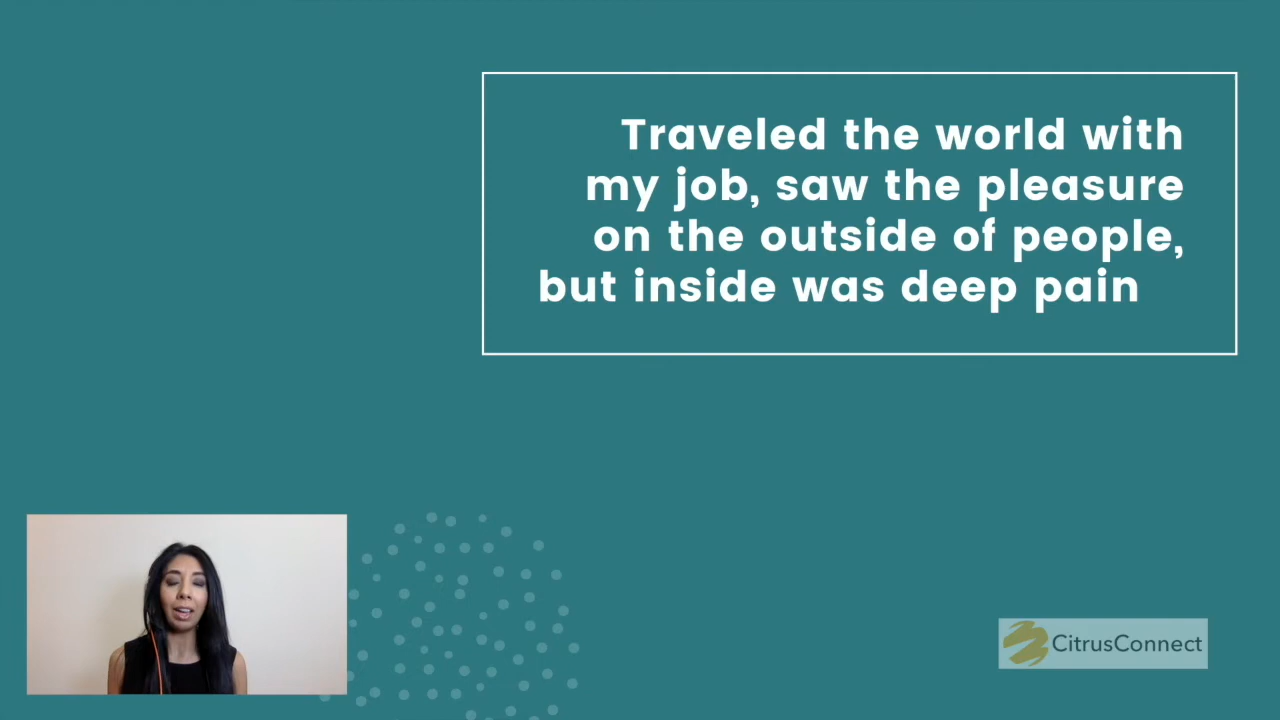 Traveled the world with
my job, saw the pleasure
on the outside of people,
but inside was deep pain
CitrusConnect